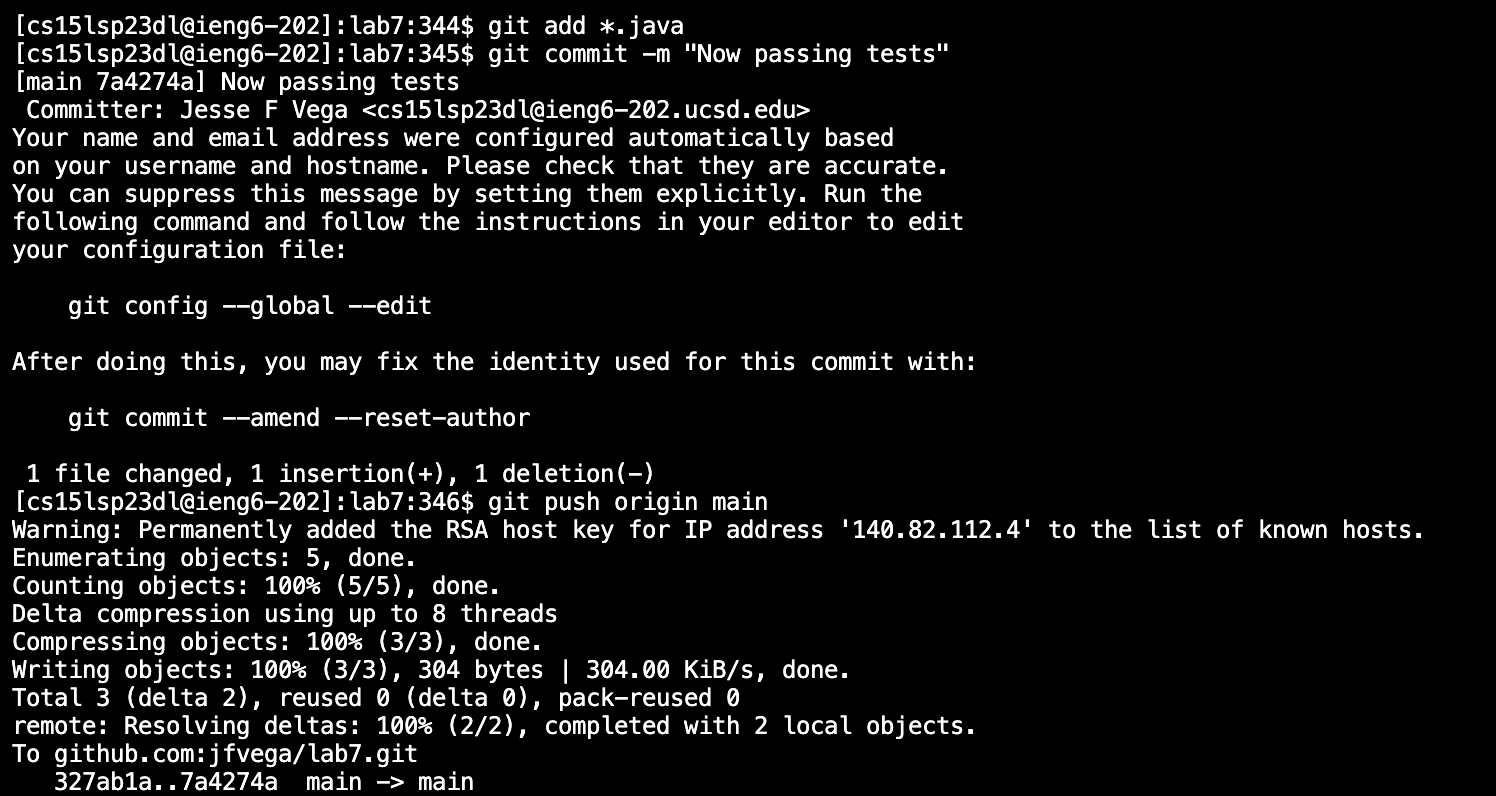 [cs15lsp23dl@ieng6-202]:lab7:344$ git add *.java
[cs15lsp23dl@ieng6-202]:lab7:345$ git commit -m "Now passing tests"
[main 7a4274a] Now passing tests
 Committer: Jesse F Vega <cs15lsp23dl@ieng6-202.ucsd.edu>
Your name and email address were configured automatically based
on your username and hostname. Please check that they are accurate.
You can suppress this message by setting them explicitly. Run the
following command and follow the instructions in your editor to edit
your configuration file:

    git config --global --edit

After doing this, you may fix the identity used for this commit with:

    git commit --amend --reset-author

 1 file changed, 1 insertion(+), 1 deletion(-)
[cs15lsp23dl@ieng6-202]:lab7:346$ git push origin main
Warning: Permanently added the RSA host key for IP address '140.82.112.4' to the list of known hosts.
Enumerating objects: 5, done.
Counting objects: 100% (5/5), done.
Delta compression using up to 8 threads
Compressing objects: 100% (3/3), done.
Writing objects: 100% (3/3), 304 bytes | 304.00 KiB/s, done.
Total 3 (delta 2), reused 0 (delta 0), pack-reused 0
remote: Resolving deltas: 100% (2/2), completed with 2 local objects.
To github.com:jfvega/lab7.git
   327ab1a..7a4274a  main -> main